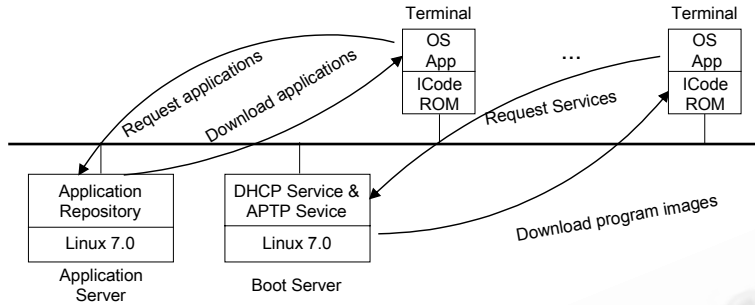 Terminal
Terminal
OS
App
ICode
ROM
...
OS
App
ICode
ROM
Request applications
Download applications
Request Services
Download program images
Application
Repository
Linux 7.0
Application
Server
DHCP Service &
APTP Sevice
Linux 7.0
Boot Server